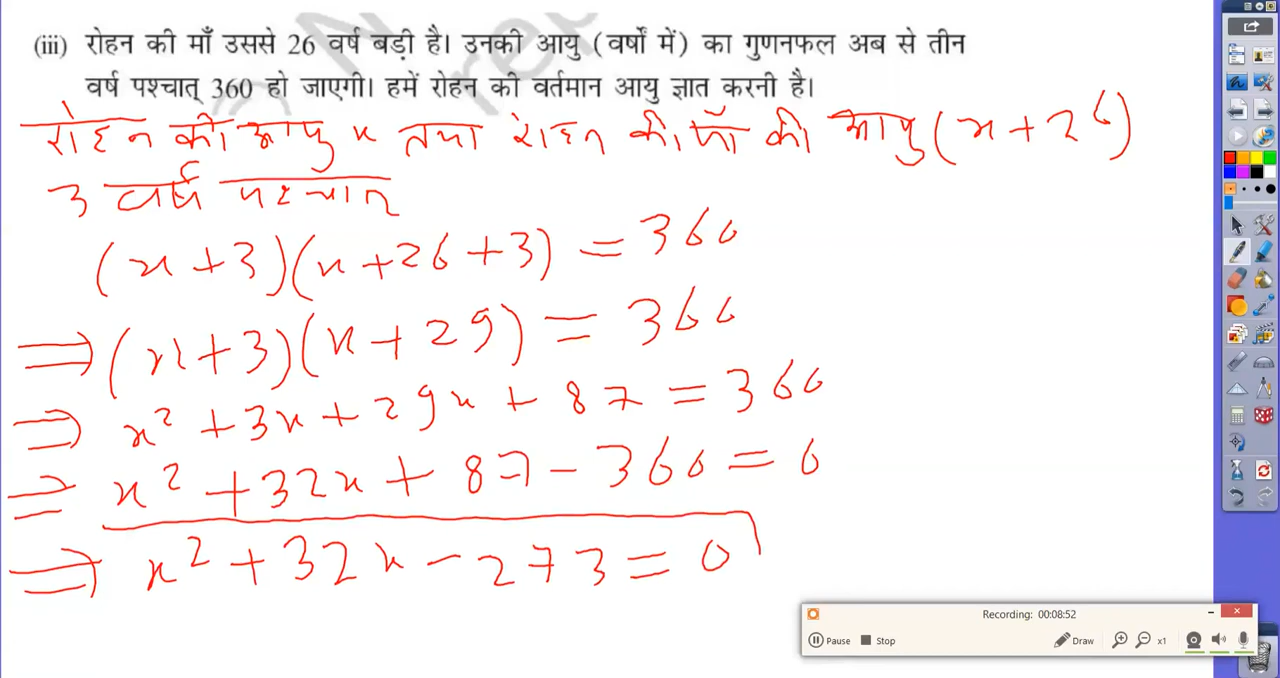 (iii) रोहन की माँ उससे 26 वर्ष बड़ी है। उनकी आयु (वर्षों में) का गुणनफल अब से तीन
वर्ष पश्चात् 360 हो जाएगी। हमें रोहन की वर्तमान आयु ज्ञात करनी है।
रोहन की आयु x तथा रोहन की माँ की आयु (x + 26)
3 वर्ष पश्चात
(x + 3)(x + 26 + 3) = 360
⇒ (x + 3)(x + 29) = 360
⇒ x² + 3x + 29x + 87 = 360
⇒ x² + 32x + 87 − 360 = 0
⇒ x² + 32x − 273 = 0
Recording: 00:08:52
Pause Stop Draw x1